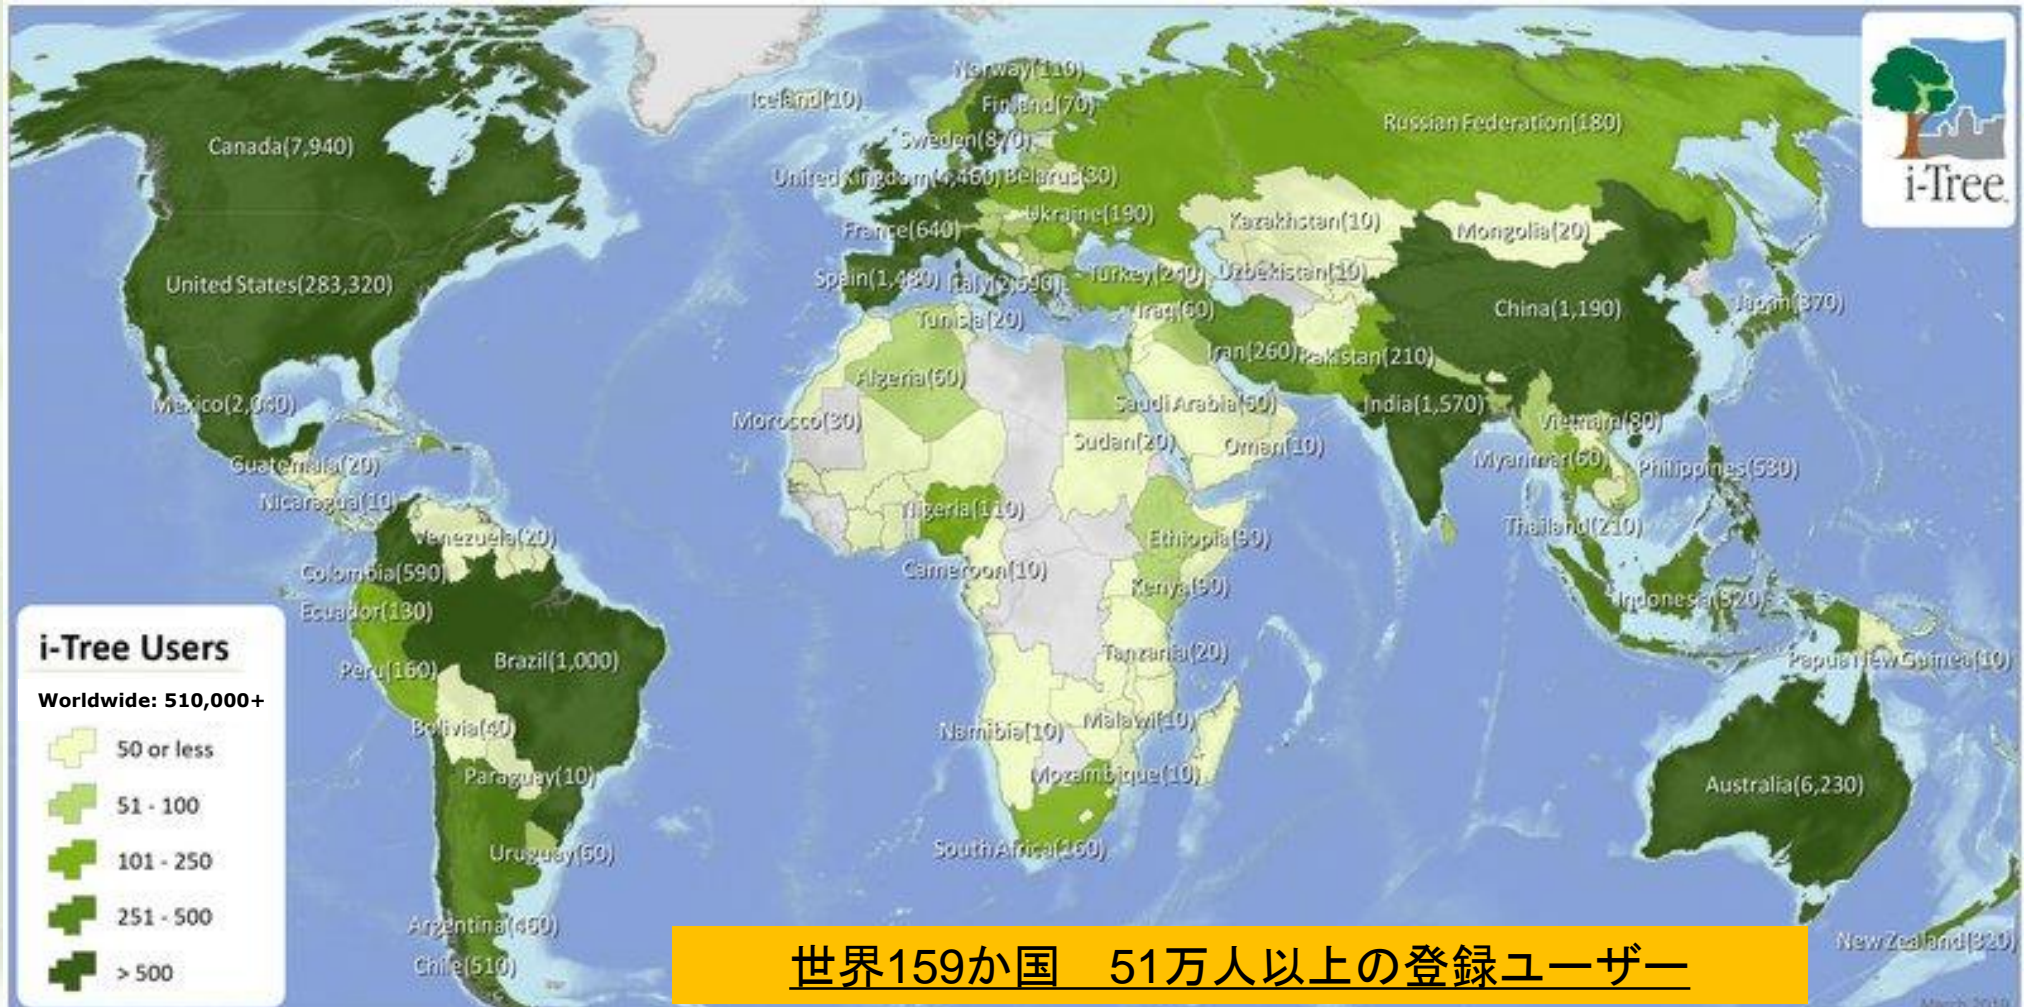 Norway(110)
Iceland(10)
Finland(70)
Russian Federation(180)
Canada(7,940)
Sweden(870)
United Kingdom(4,460)
Belarus(30)
i-Tree
Ukraine(190)
Kazakhstan(10)
Mongolia(20)
France(640)
United States(283,320)
Spain(1,480)
Italy(2,690)
Turkey(240)
Uzbekistan(10)
China(1,190)
Japan(370)
Tunisia(20)
Iraq(60)
Iran(260)
Pakistan(210)
Algeria(60)
Mexico(2,040)
Morocco(30)
Saudi Arabia(50)
India(1,570)
Vietnam(80)
Sudan(20)
Oman(10)
Guatemala(20)
Myanmar(60)
Philippines(530)
Nicaragua(10)
Nigeria(110)
Venezuela(20)
Ethiopia(90)
Thailand(210)
Colombia(590)
Cameroon(10)
Kenya(90)
Ecuador(130)
Indonesia(320)
Peru(160)
Brazil(1,000)
Tanzania(20)
Papua New Guinea(10)
Bolivia(40)
Namibia(10)
Malawi(10)
Paraguay(10)
Mozambique(10)
Australia(6,230)
Uruguay(60)
South Africa(160)
Argentina(460)
Chile(510)
New Zealand(320)
i-Tree Users
Worldwide: 510,000+
50 or less
51 - 100
101 - 250
251 - 500
> 500
世界159か国　51万人以上の登録ユーザー